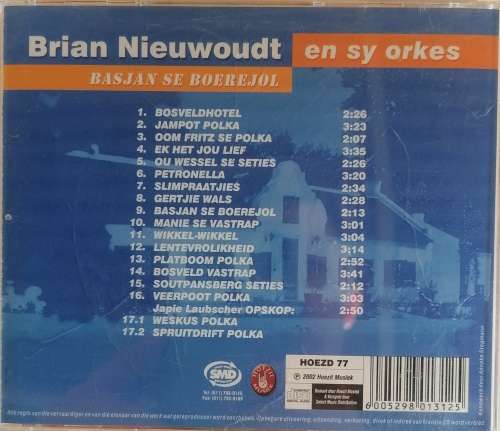 Brian Nieuwoudt en sy orkes
BASJAN SE BOEREJOL
1. BOSVELDHOTEL 2:26
2. JAMPOT POLKA 3:23
3. OOM FRITZ SE POLKA 2:07
4. EK HET JOU LIEF 3:35
5. OU WESSEL SE SETIES 2:26
6. PETRONELLA 3:20
7. SLIMPRAATJIES 2:34
8. GERTJIE WALS 2:28
9. BASJAN SE BOEREJOL 2:13
10. MANIE SE VASTRAP 3:01
11. WIKKEL-WIKKEL 3:04
12. LENTEVROLIKHEID 3:14
13. PLATBOOM POLKA 2:52
14. BOSVELD VASTRAP 3:41
15. SOUTPANSBERG SETIES 2:12
16. VEERPOOT POLKA 3:03
Japie Laubscher OPSKOP: 2:50
17.1 WESKUS POLKA
17.2 SPRUITDRIFT POLKA
HOEZD 77
℗ 2002 Hoezit Musiek
SMD
6 005298 013125